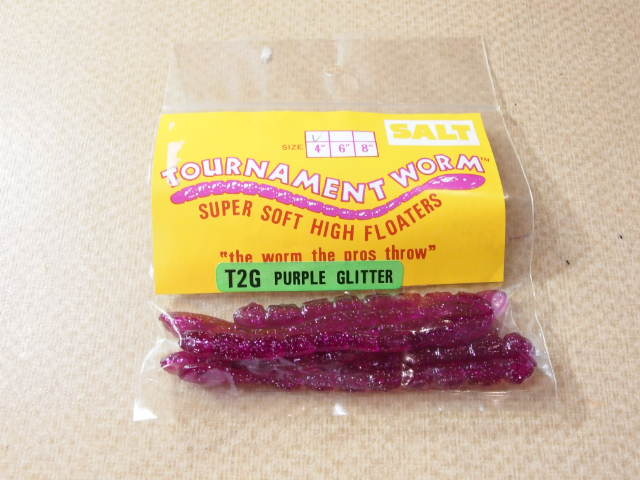 SALT
SIZE: 4" 6" 8"
TOURNAMENT WORM™
SUPER SOFT HIGH FLOATERS
"the worm the pros throw"
T2G PURPLE GLITTER